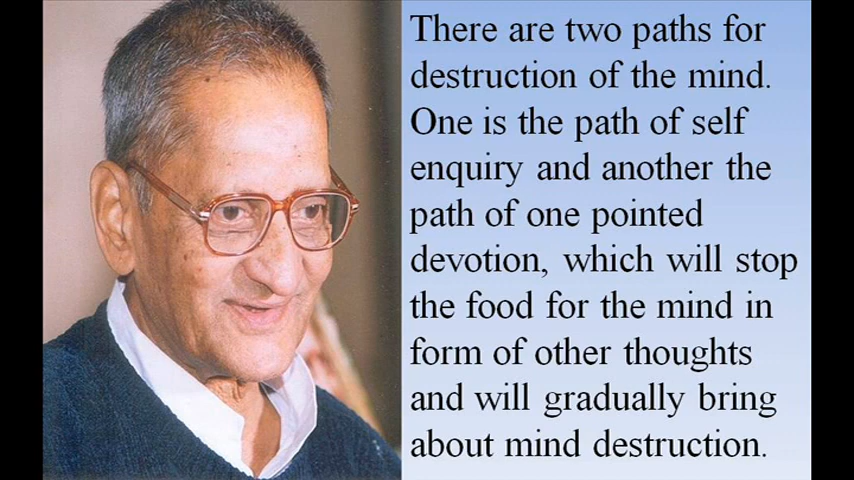 There are two paths for
destruction of the mind.
One is the path of self
enquiry and another the
path of one pointed
devotion, which will stop
the food for the mind in
form of other thoughts
and will gradually bring
about mind destruction.